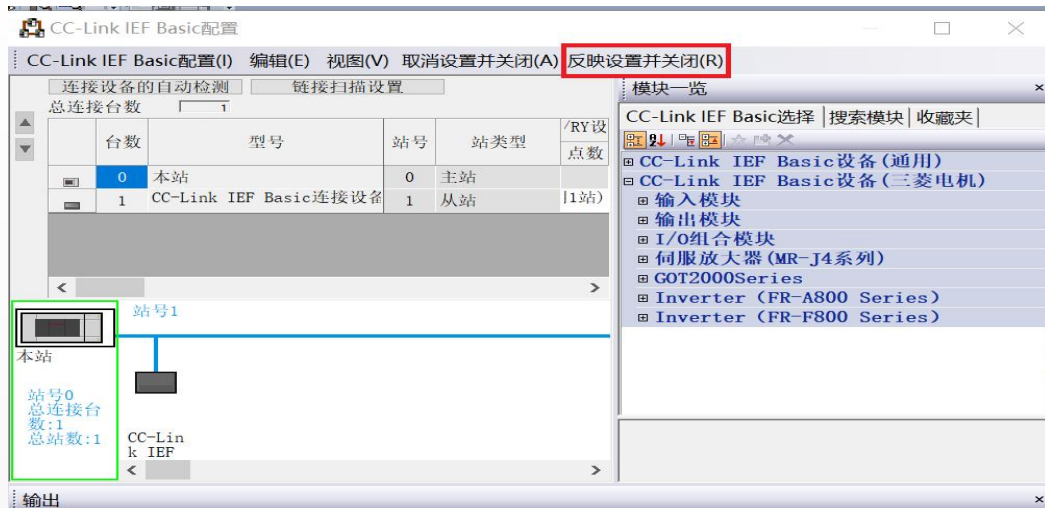 CC-Link IEF Basic配置
CC-Link IEF Basic配置(I) 编辑(E) 视图(V) 取消设置并关闭(A) 反映设置并关闭(R)
连接设备的自动检测 链接扫描设置
总连接台数 1
台数 型号 站号 站类型 /RY设
点数
0 本站 0 主站
1 CC-Link IEF Basic连接设备 1 从站 1站)
站号1
本站
站号0
总连接台
数:1
总站数:1
CC-Lin
k IEF
模块一览
CC-Link IEF Basic选择 搜索模块 收藏夹
CC-Link IEF Basic设备(通用)
CC-Link IEF Basic设备(三菱电机)
输入模块
输出模块
I/O组合模块
伺服放大器(MR-J4系列)
GOT2000Series
Inverter (FR-A800 Series)
Inverter (FR-F800 Series)
输出